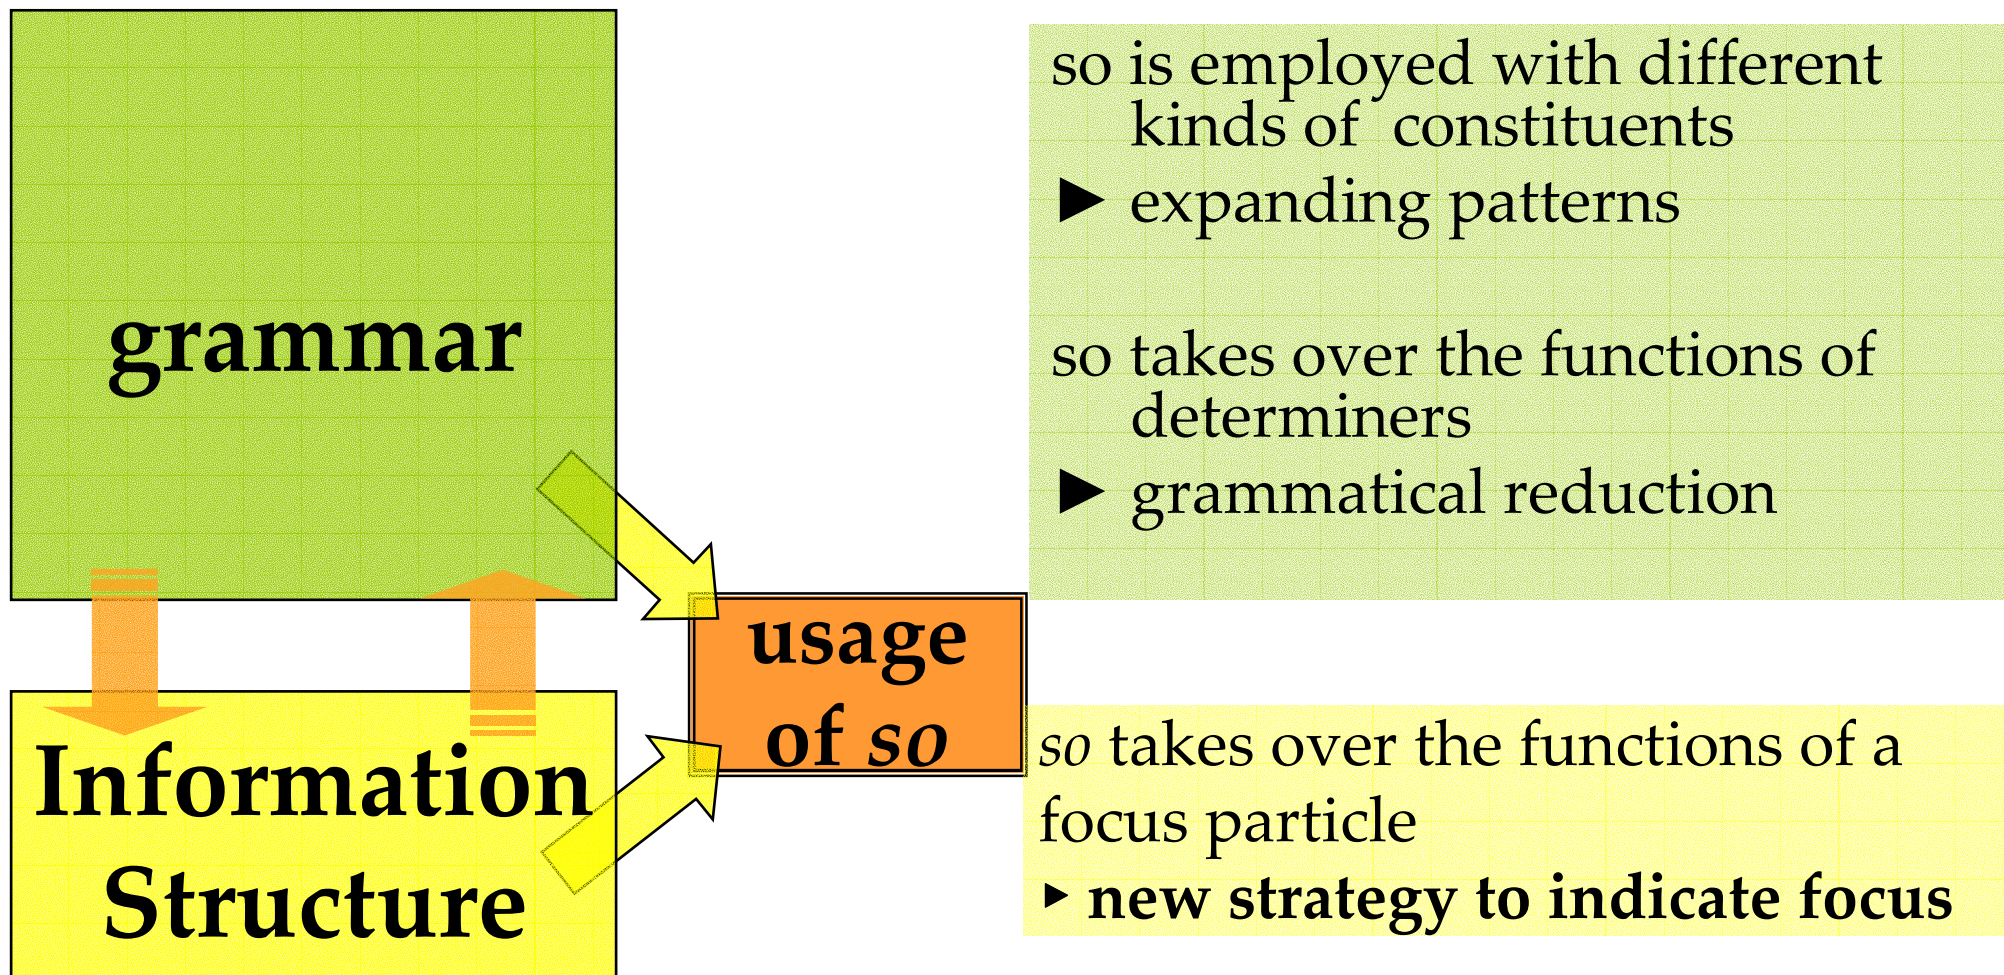 grammar
Information
Structure
usage
of so
so is employed with different
kinds of constituents
► expanding patterns
so takes over the functions of
determiners
► grammatical reduction
so takes over the functions of a
focus particle
► new strategy to indicate focus